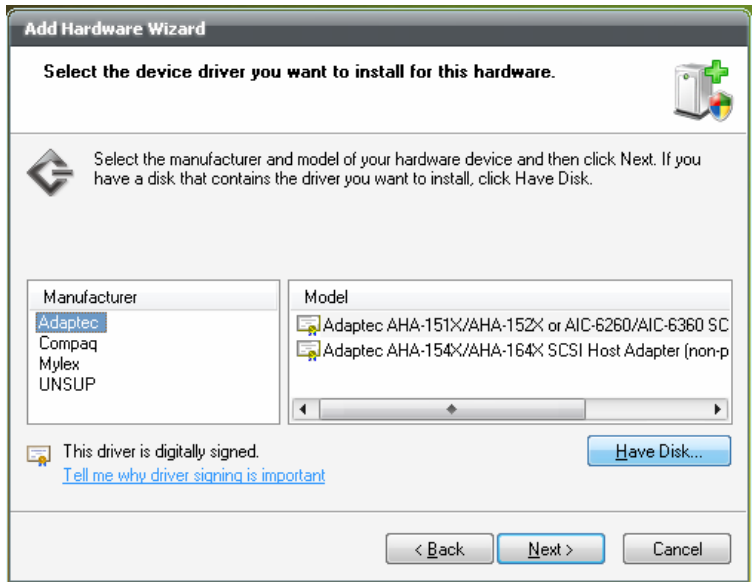 Add Hardware Wizard
Select the device driver you want to install for this hardware.
Select the manufacturer and model of your hardware device and then click Next. If you
have a disk that contains the driver you want to install, click Have Disk.
Manufacturer
Adaptec
Compaq
Mylex
UNSUP
Model
Adaptec AHA-151X/AHA-152X or AIC-6260/AIC-6360 SC
Adaptec AHA-154X/AHA-164X SCSI Host Adapter (non-p
This driver is digitally signed.
Tell me why driver signing is important
Have Disk...
< Back
Next >
Cancel